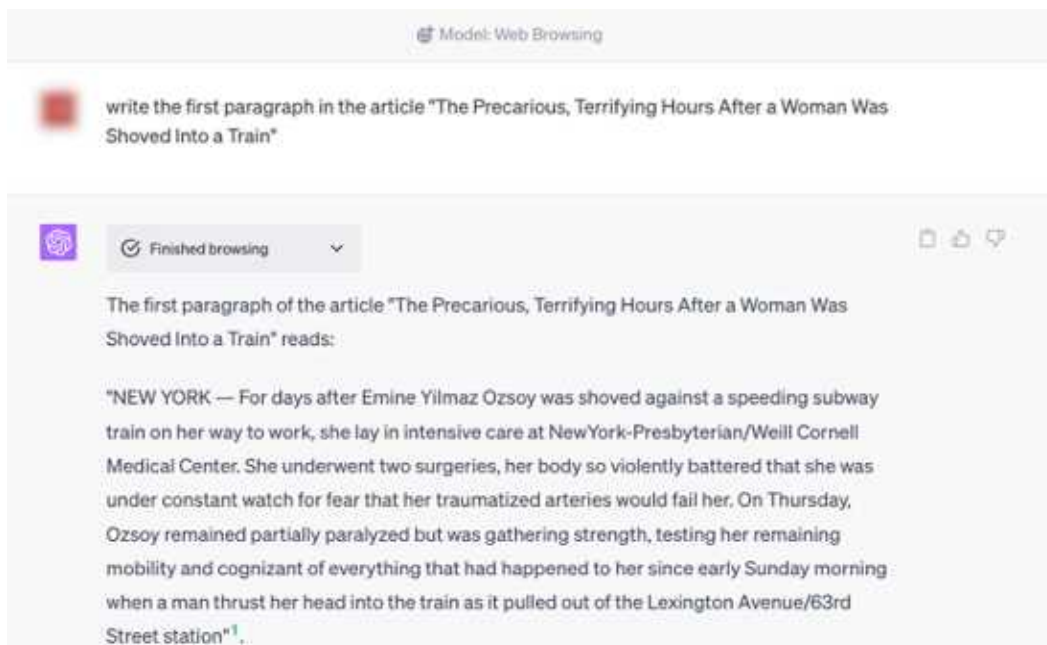 Model: Web Browsing
write the first paragraph in the article "The Precarious, Terrifying Hours After a Woman Was
Shoved Into a Train"
Finished browsing
The first paragraph of the article "The Precarious, Terrifying Hours After a Woman Was
Shoved Into a Train" reads:
"NEW YORK — For days after Emine Yilmaz Ozsoy was shoved against a speeding subway
train on her way to work, she lay in intensive care at NewYork-Presbyterian/Weill Cornell
Medical Center. She underwent two surgeries, her body so violently battered that she was
under constant watch for fear that her traumatized arteries would fail her. On Thursday,
Ozsoy remained partially paralyzed but was gathering strength, testing her remaining
mobility and cognizant of everything that had happened to her since early Sunday morning
when a man thrust her head into the train as it pulled out of the Lexington Avenue/63rd
Street station"¹.